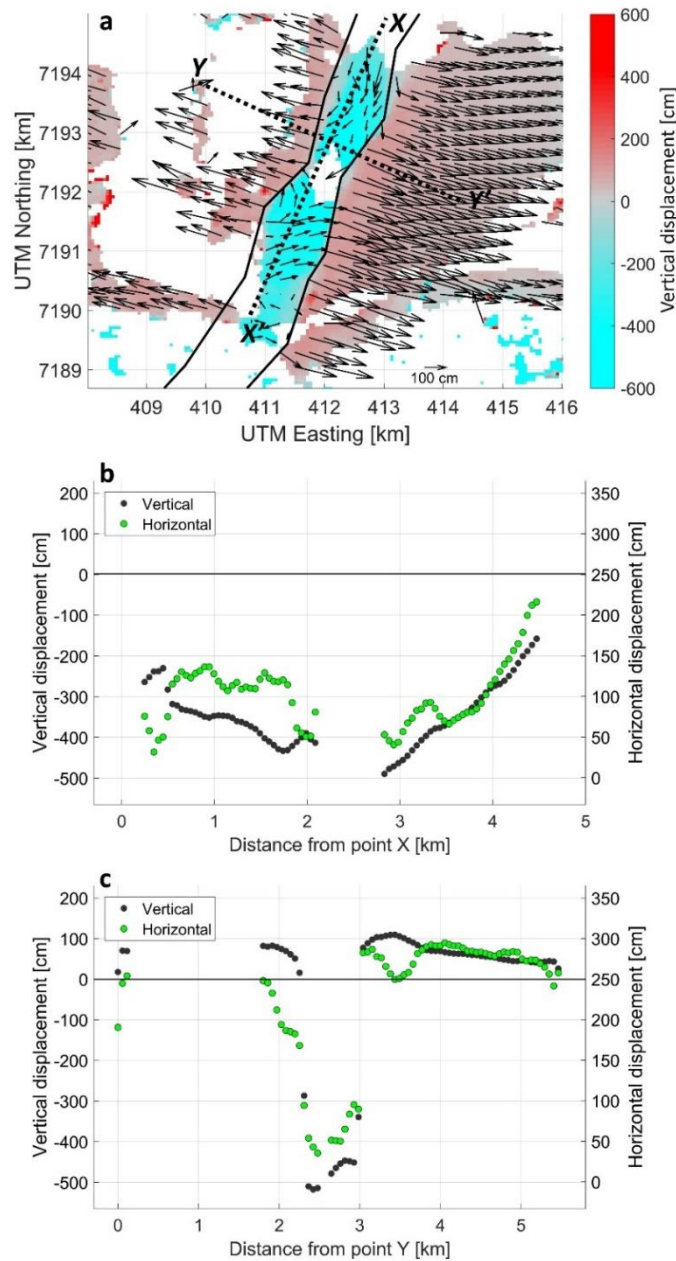 a
UTM Northing [km]
7194
7193
7192
7191
7190
7189
X
Y
Y'
X'
100 cm
409 410 411 412 413 414 415 416
UTM Easting [km]
600
400
200
0
-200
-400
-600
Vertical displacement [cm]
b
Vertical
Horizontal
Vertical displacement [cm]
200
100
0
-100
-200
-300
-400
-500
350
300
250
200
150
100
50
0
Horizontal displacement [cm]
0 1 2 3 4 5
Distance from point X [km]
c
Vertical
Horizontal
Vertical displacement [cm]
200
100
0
-100
-200
-300
-400
-500
350
300
250
200
150
100
50
0
Horizontal displacement [cm]
0 1 2 3 4 5
Distance from point Y [km]